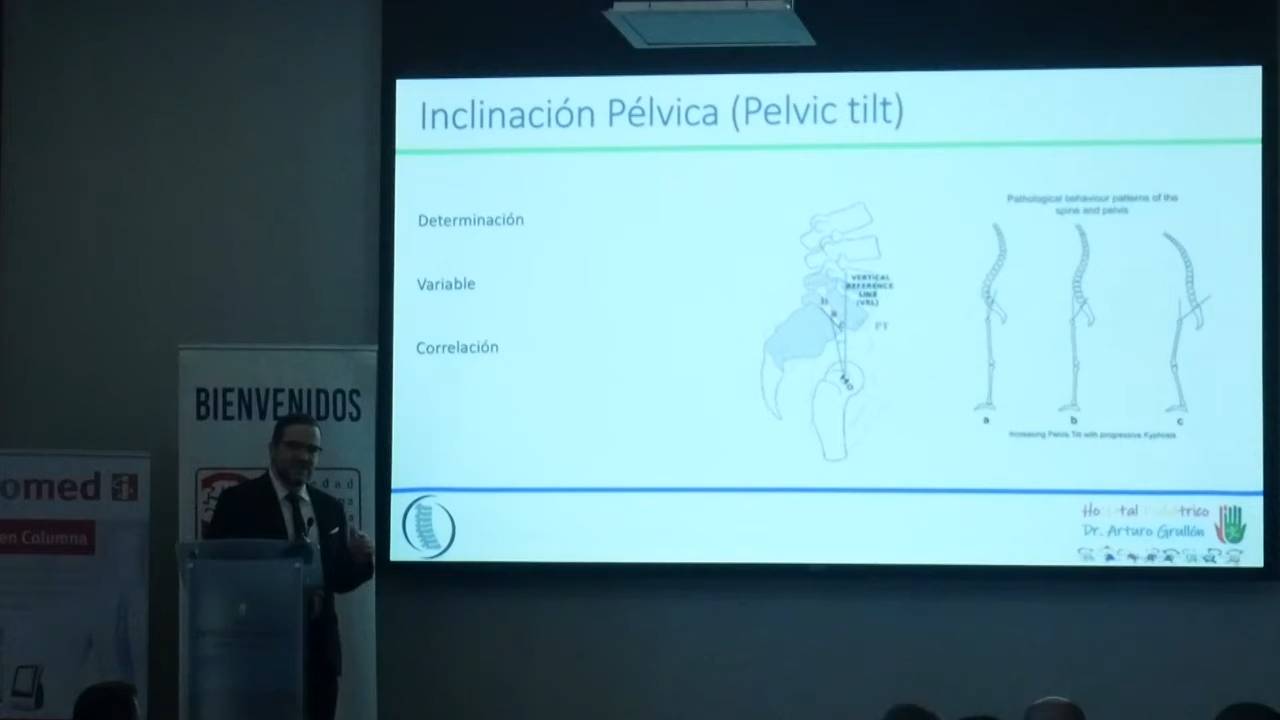 Inclinación Pélvica (Pelvic tilt)
Determinación
Variable
Correlación
VERTICAL
REFERENCE
LINE
(VRL)
PT
Pathological behaviour patterns of the
spine and pelvis
a
b
c
Increasing Pelvic Tilt with progressive Kyphosis
Dr. Arturo Grullón
BIENVENIDOS
omed
en Columna